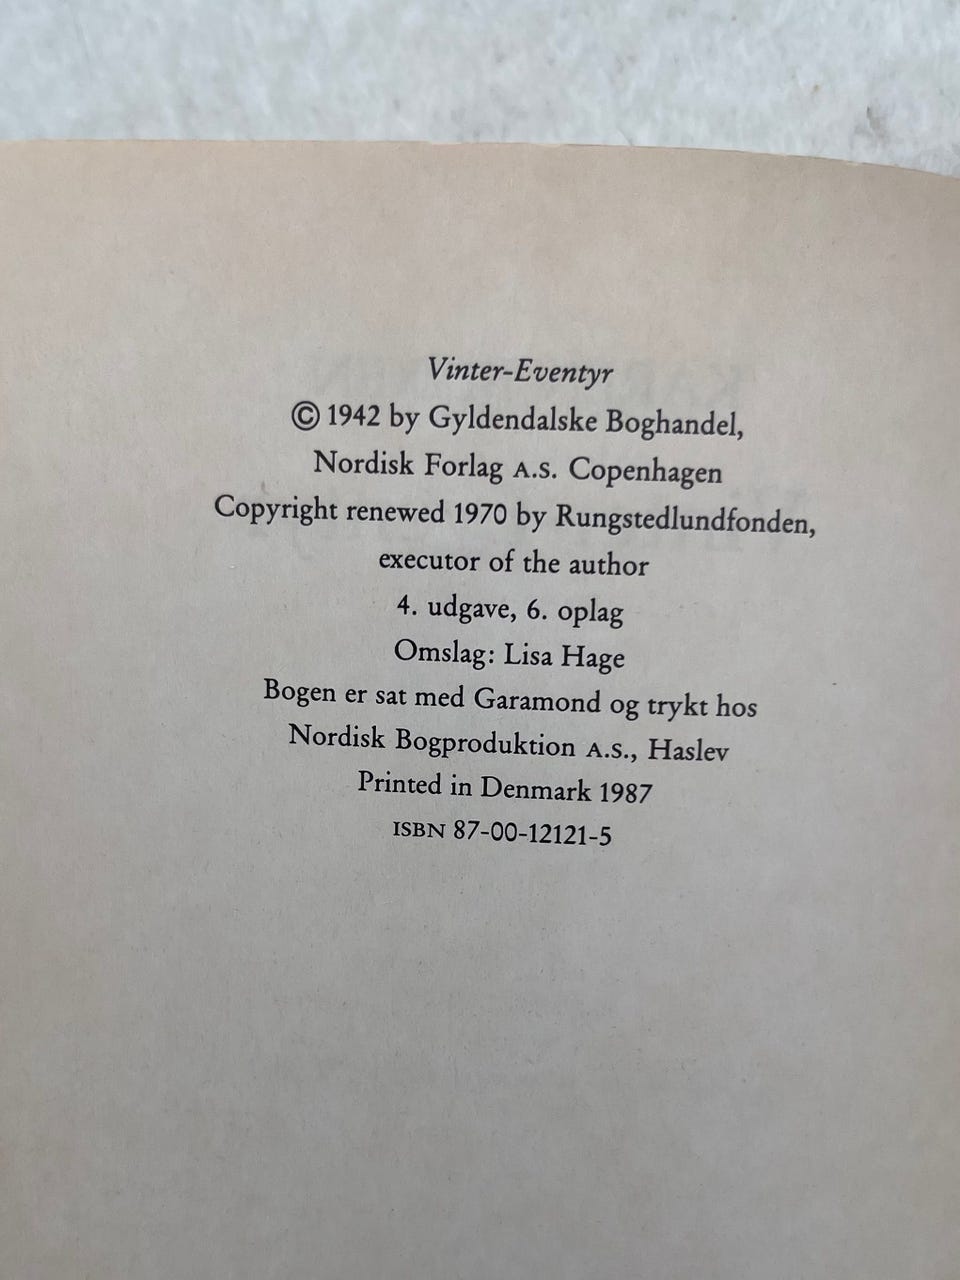 Vinter-Eventyr
© 1942 by Gyldendalske Boghandel,
Nordisk Forlag A.S. Copenhagen
Copyright renewed 1970 by Rungstedlundfonden,
executor of the author
4. udgave, 6. oplag
Omslag: Lisa Hage
Bogen er sat med Garamond og trykt hos
Nordisk Bogproduktion A.S., Haslev
Printed in Denmark 1987
ISBN 87-00-12121-5